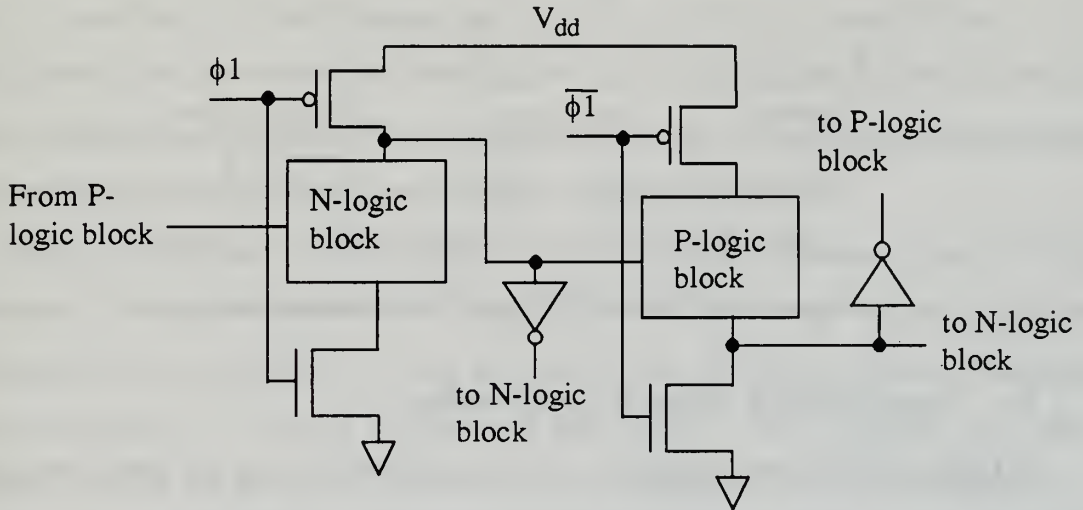 V_dd
φ1
φ1̅
to P-logic
block
From P-
logic block
N-logic
block
P-logic
block
to N-logic
block
to N-logic
block